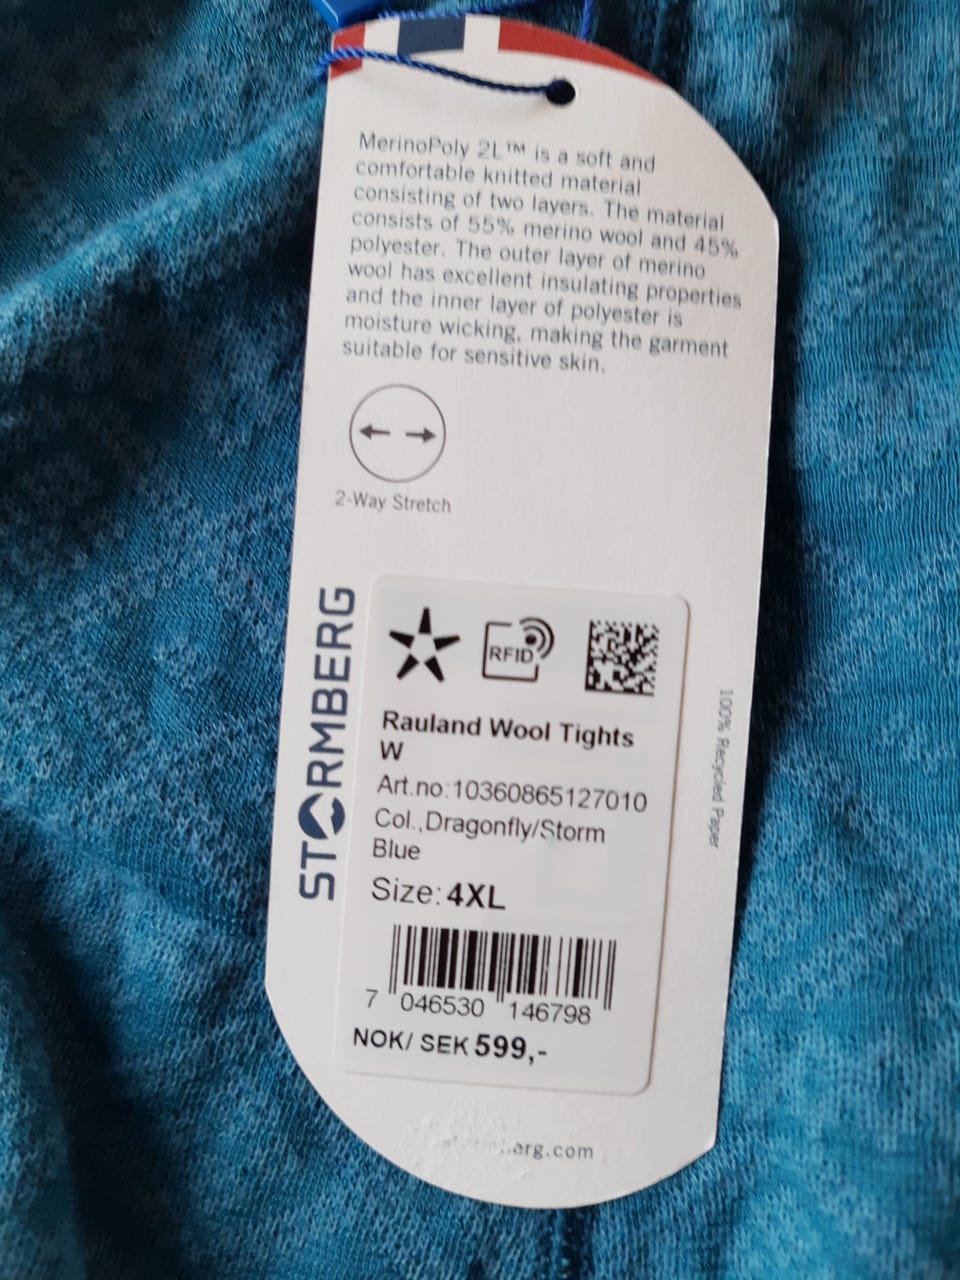 MerinoPoly 2L™ is a soft and
comfortable knitted material
consisting of two layers. The material
consists of 55% merino wool and 45%
polyester. The outer layer of merino
wool has excellent insulating properties
and the inner layer of polyester is
moisture wicking, making the garment
suitable for sensitive skin.
2-Way Stretch
STORMBERG
RFID
Rauland Wool Tights
W
Art.no:10360865127010
Col.,Dragonfly/Storm
Blue
Size: 4XL
7 046530 146798
NOK/ SEK 599,-
100% Recycled Paper
erg.com